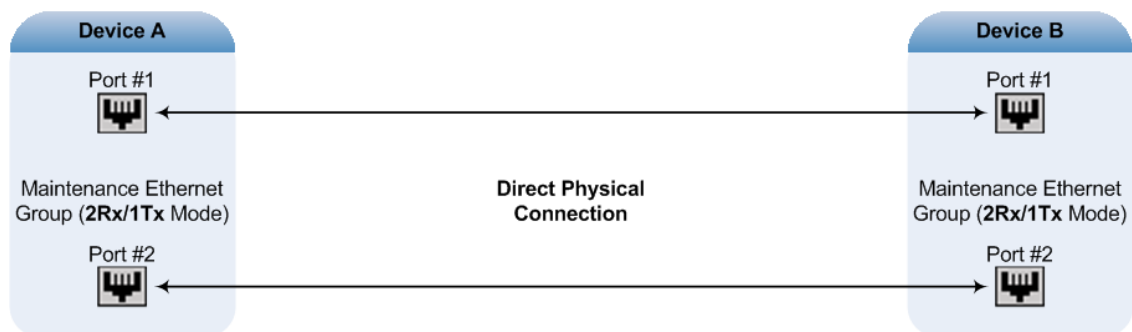 Device A
Device B
Port #1
Port #1
Maintenance Ethernet
Group (2Rx/1Tx Mode)
Direct Physical
Connection
Maintenance Ethernet
Group (2Rx/1Tx Mode)
Port #2
Port #2